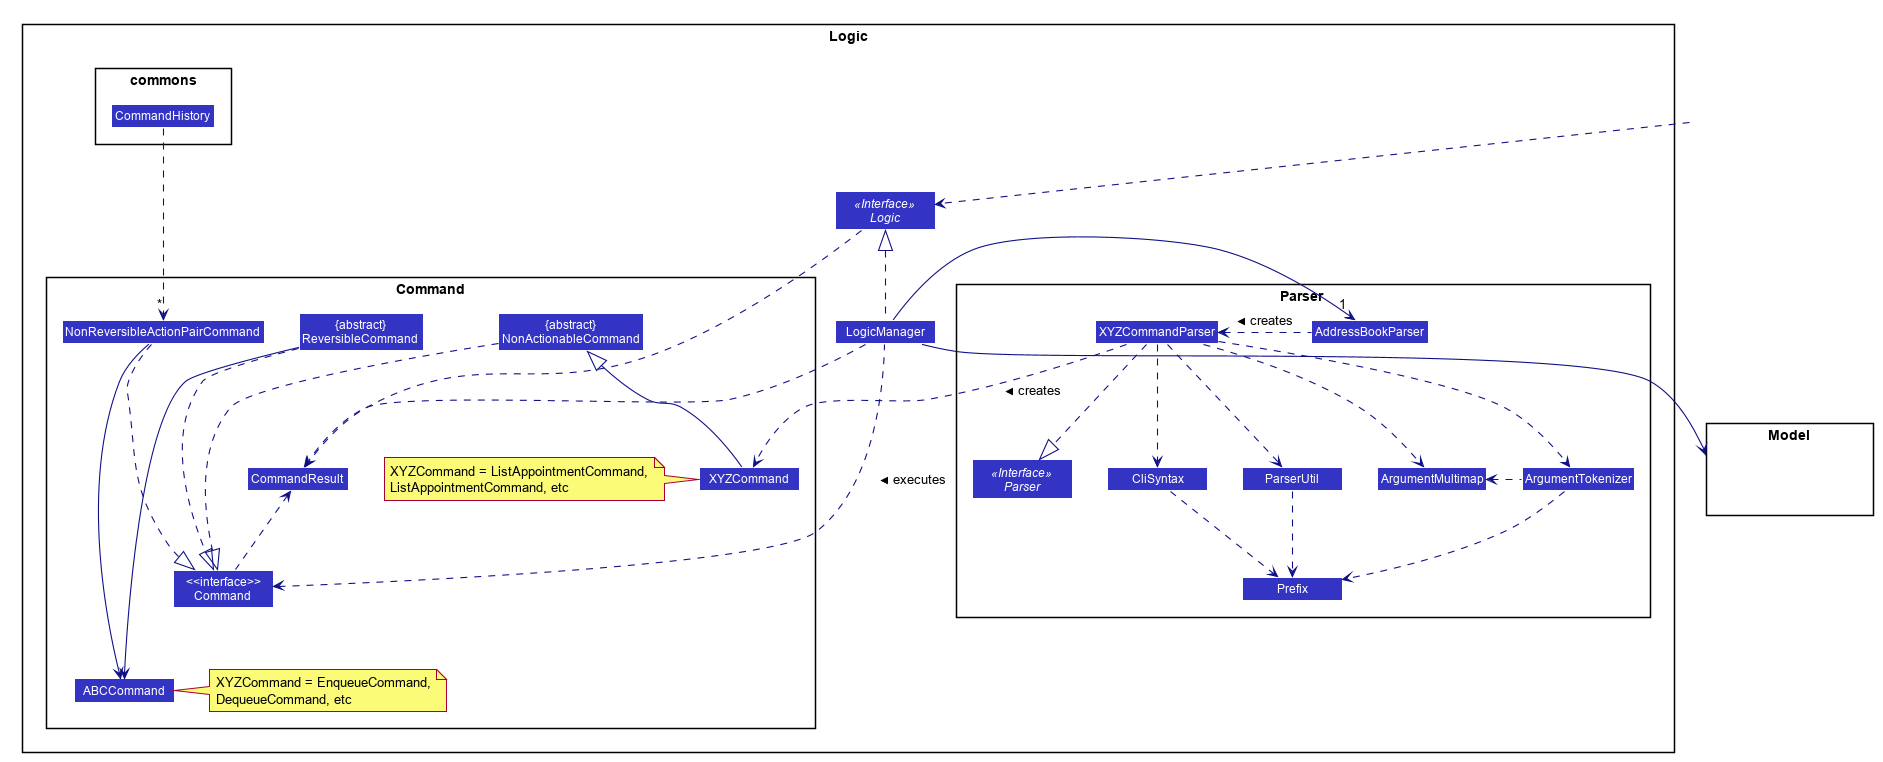 Logic
commons
CommandHistory
«Interface»
Logic
Command
*
NonReversibleActionPairCommand
{abstract}
ReversibleCommand
{abstract}
NonActionableCommand
LogicManager
Parser
1
XYZCommandParser
◄ creates
AddressBookParser
◄ creates
Model
CommandResult
XYZCommand = ListAppointmentCommand,
ListAppointmentCommand, etc
XYZCommand
◄ executes
«Interface»
Parser
CliSyntax
ParserUtil
ArgumentMultimap
ArgumentTokenizer
<<interface>>
Command
Prefix
ABCCommand
XYZCommand = EnqueueCommand,
DequeueCommand, etc